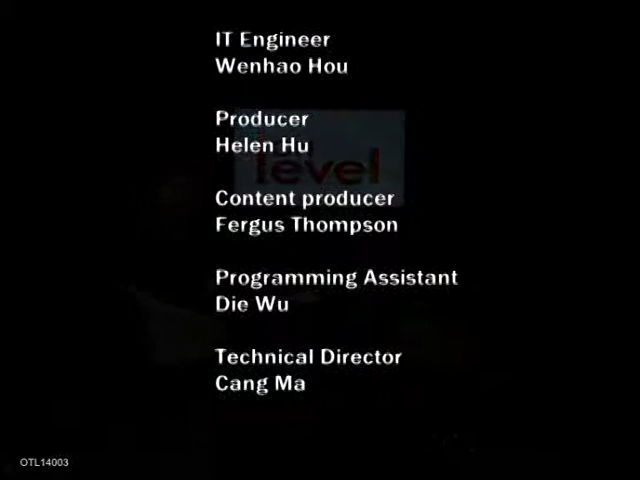 IT Engineer
Wenhao Hou
Producer
Helen Hu
level
Content producer
Fergus Thompson
Programming Assistant
Die Wu
Technical Director
Cang Ma
OTL14003